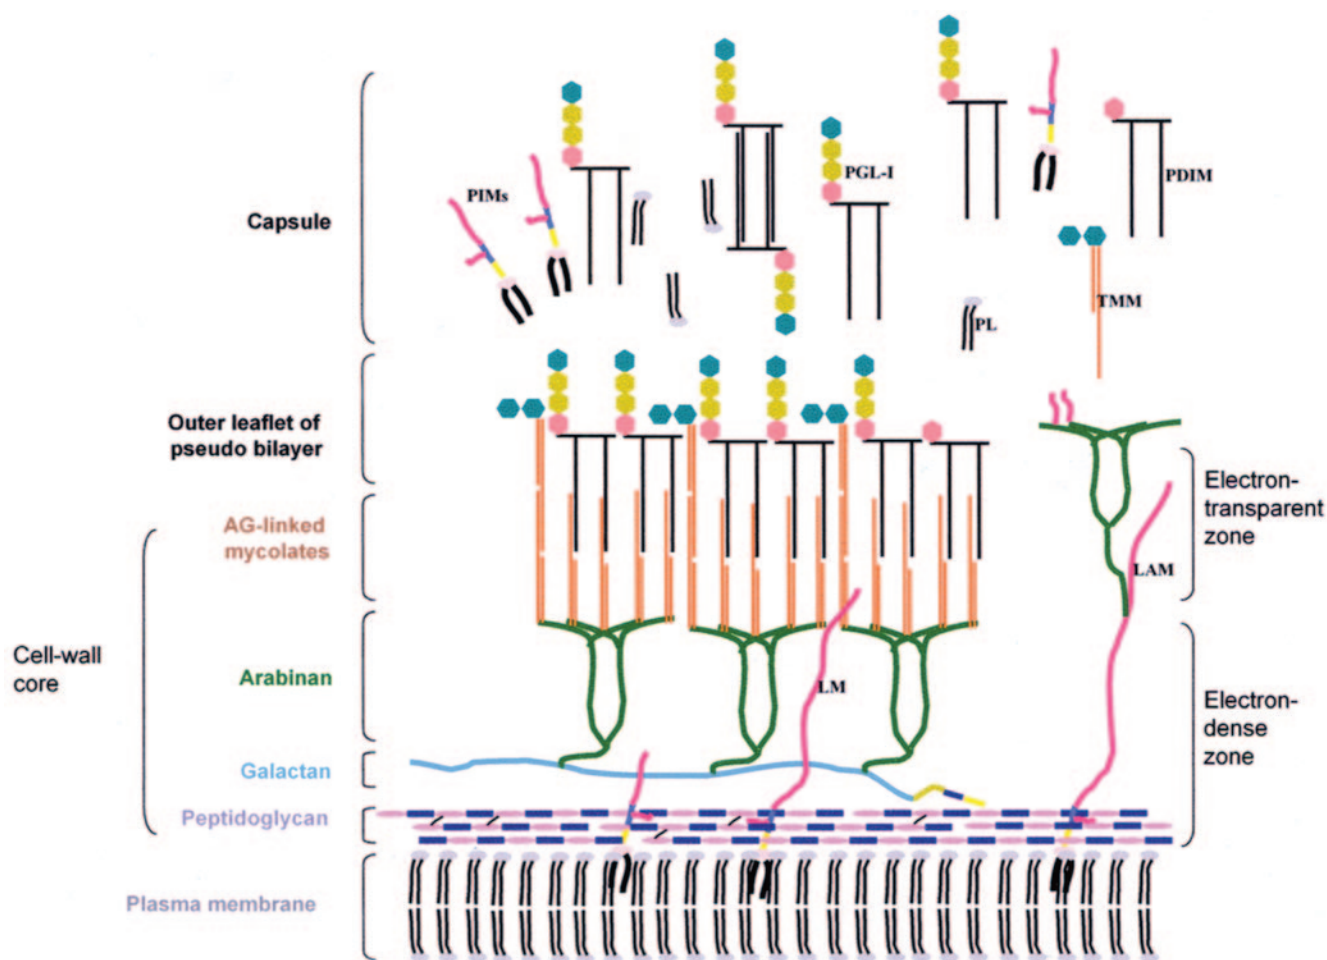 PGL-I
PDIM
PIMs
Capsule
TMM
PL
Outer leaflet of
pseudo bilayer
Electron-
transparent
zone
AG-linked
mycolates
LAM
Cell-wall
core
Arabinan
LM
Electron-
dense
zone
Galactan
Peptidoglycan
Plasma membrane